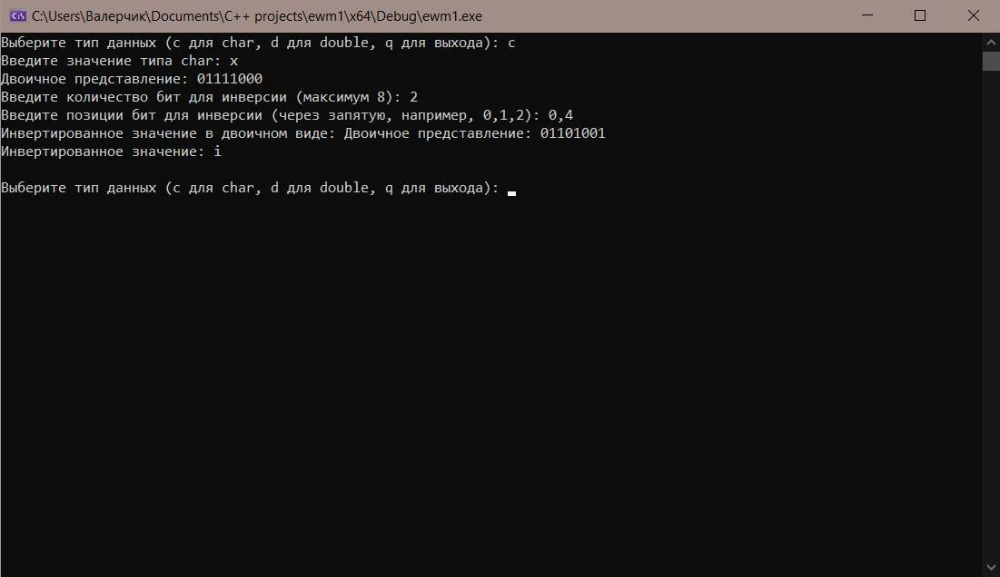 C:\Users\Валерчик\Documents\C++ projects\ewm1\x64\Debug\ewm1.exe
Выберите тип данных (c для char, d для double, q для выхода): c
Введите значение типа char: x
Двоичное представление: 01111000
Введите количество бит для инверсии (максимум 8): 2
Введите позиции бит для инверсии (через запятую, например, 0,1,2): 0,4
Инвертированное значение в двоичном виде: Двоичное представление: 01101001
Инвертированное значение: i
Выберите тип данных (c для char, d для double, q для выхода):